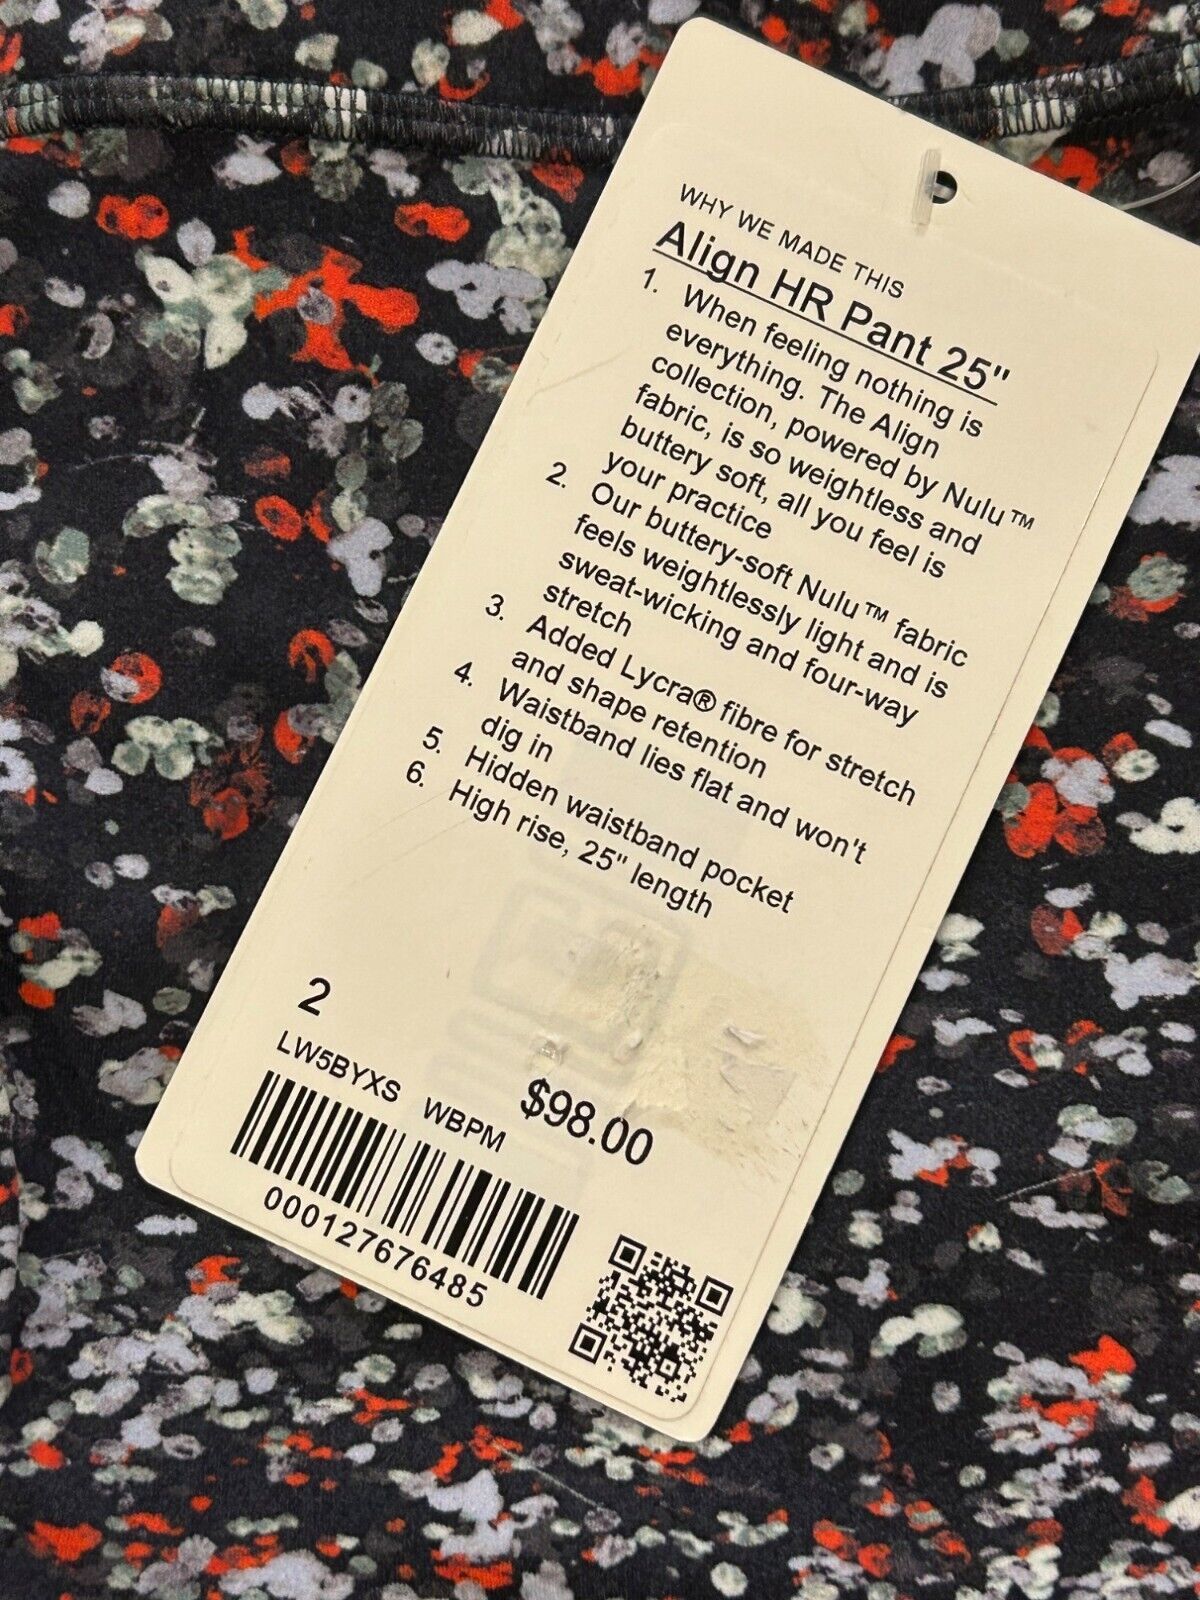 WHY WE MADE THIS
Align HR Pant 25"
1. When feeling nothing is
everything. The Align
collection, powered by Nulu™
fabric, is so weightless and
buttery soft, all you feel is
your practice
2. Our buttery-soft Nulu™ fabric
feels weightlessly light and is
sweat-wicking and four-way
stretch
3. Added Lycra® fibre for stretch
and shape retention
4. Waistband lies flat and won't
dig in
5. Hidden waistband pocket
6. High rise, 25" length
2
LW5BYXS WBPM
$98.00
000127676485